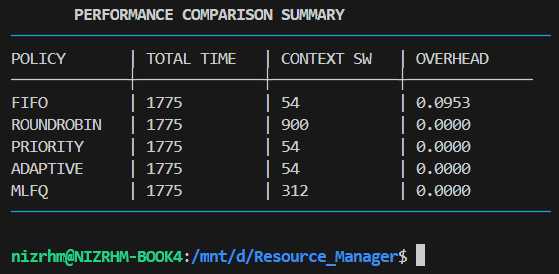 PERFORMANCE COMPARISON SUMMARY
POLICY | TOTAL TIME | CONTEXT SW | OVERHEAD
FIFO | 1775 | 54 | 0.0953
ROUNDROBIN | 1775 | 900 | 0.0000
PRIORITY | 1775 | 54 | 0.0000
ADAPTIVE | 1775 | 54 | 0.0000
MLFQ | 1775 | 312 | 0.0000
nizrhm@NIZRHM-BOOK4:/mnt/d/Resource_Manager$